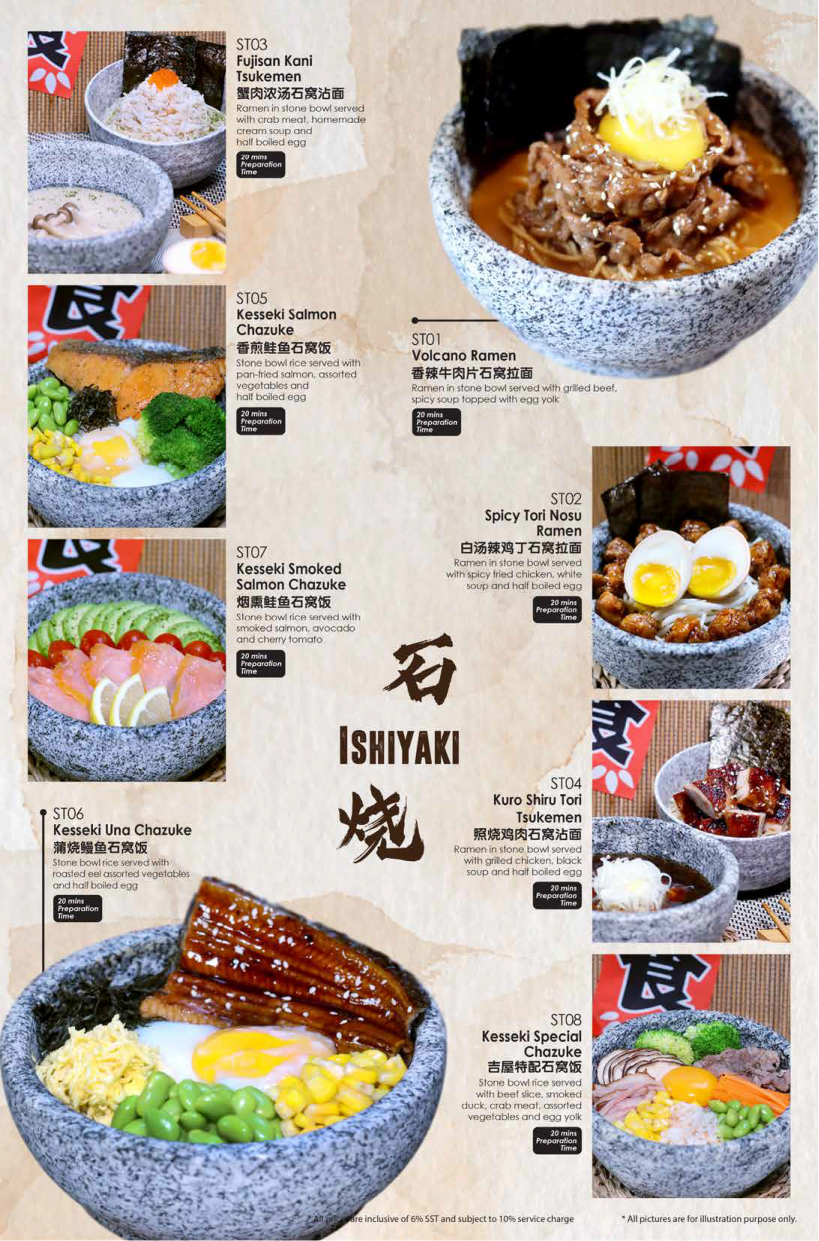 ST03
Fujisan Kani
Tsukemen
蟹肉浓汤石窝沾面
Ramen in stone bowl served
with crab meat, homemade
cream soup and
half boiled egg
20 mins
Preparation
Time
ST05
Kesseki Salmon
Chazuke
香煎鲑鱼石窝饭
Stone bowl rice served with
pan-fried salmon, assorted
vegetables and
half boiled egg
20 mins
Preparation
Time
ST01
Volcano Ramen
香辣牛肉片石窝拉面
Ramen in stone bowl served with grilled beef,
spicy soup topped with egg yolk
20 mins
Preparation
Time
ST02
Spicy Tori Nosu
Ramen
白汤辣鸡丁石窝拉面
Ramen in stone bowl served
with spicy fried chicken, white
soup and half boiled egg
20 mins
Preparation
Time
ST07
Kesseki Smoked
Salmon Chazuke
烟熏鲑鱼石窝饭
Stone bowl rice served with
smoked salmon, avocado
and cherry tomato
20 mins
Preparation
Time
石
ISHIYAKI
烧
ST04
Kuro Shiru Tori
Tsukemen
照烧鸡肉石窝沾面
Ramen in stone bowl served
with grilled chicken, black
soup and half boiled egg
20 mins
Preparation
Time
ST06
Kesseki Una Chazuke
蒲烧鳗鱼石窝饭
Stone bowl rice served with
roasted eel assorted vegetables
and half boiled egg
20 mins
Preparation
Time
食
ST08
Kesseki Special
Chazuke
吉屋特配石窝饭
Stone bowl rice served
with beef slice, smoked
duck, crab meat, assorted
vegetables and egg yolk
20 mins
Preparation
Time
* All prices are inclusive of 6% SST and subject to 10% service charge
* All pictures are for illustration purpose only.